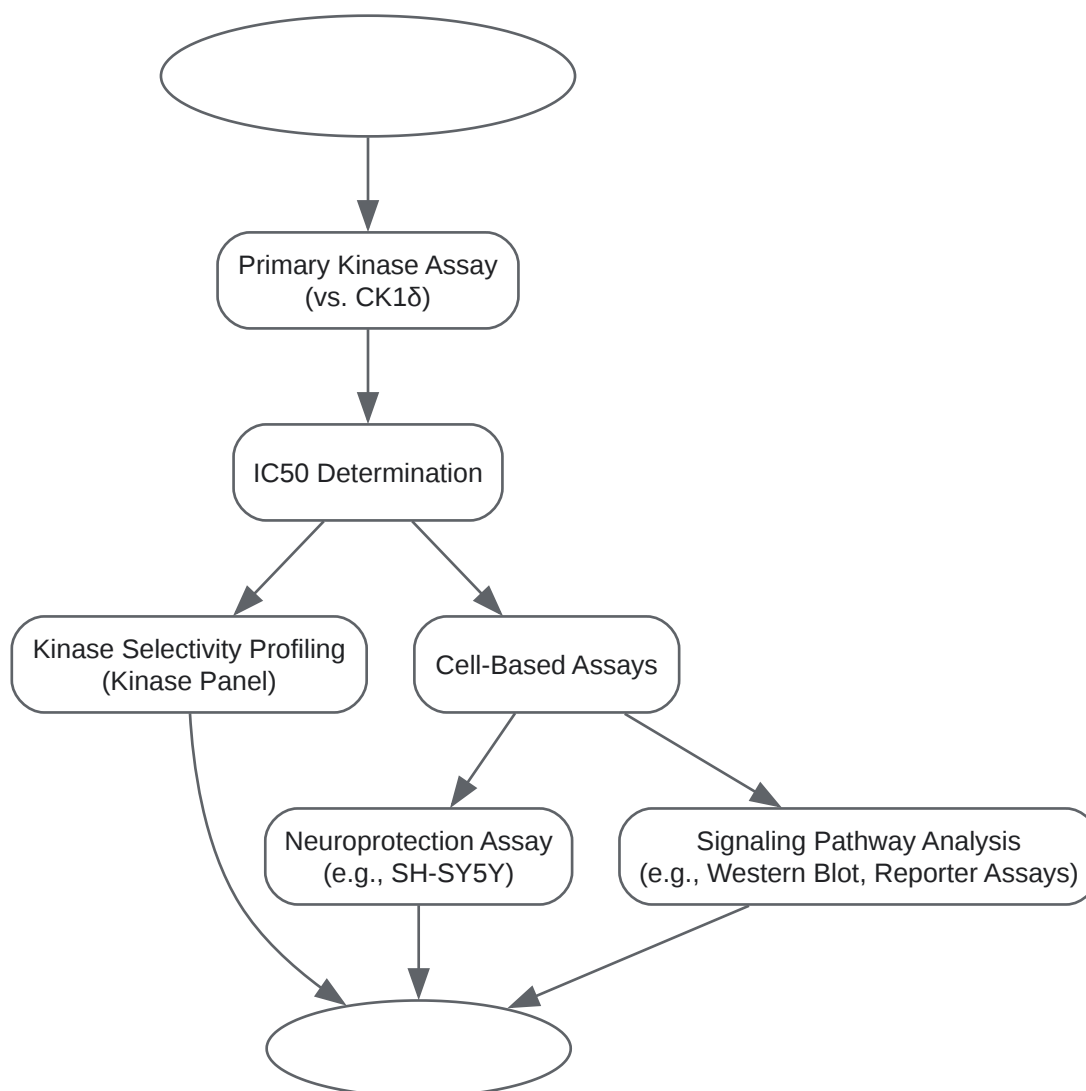 Primary Kinase Assay
(vs. CK1δ)
IC50 Determination
Kinase Selectivity Profiling
(Kinase Panel)
Cell-Based Assays
Neuroprotection Assay
(e.g., SH-SY5Y)
Signaling Pathway Analysis
(e.g., Western Blot, Reporter Assays)